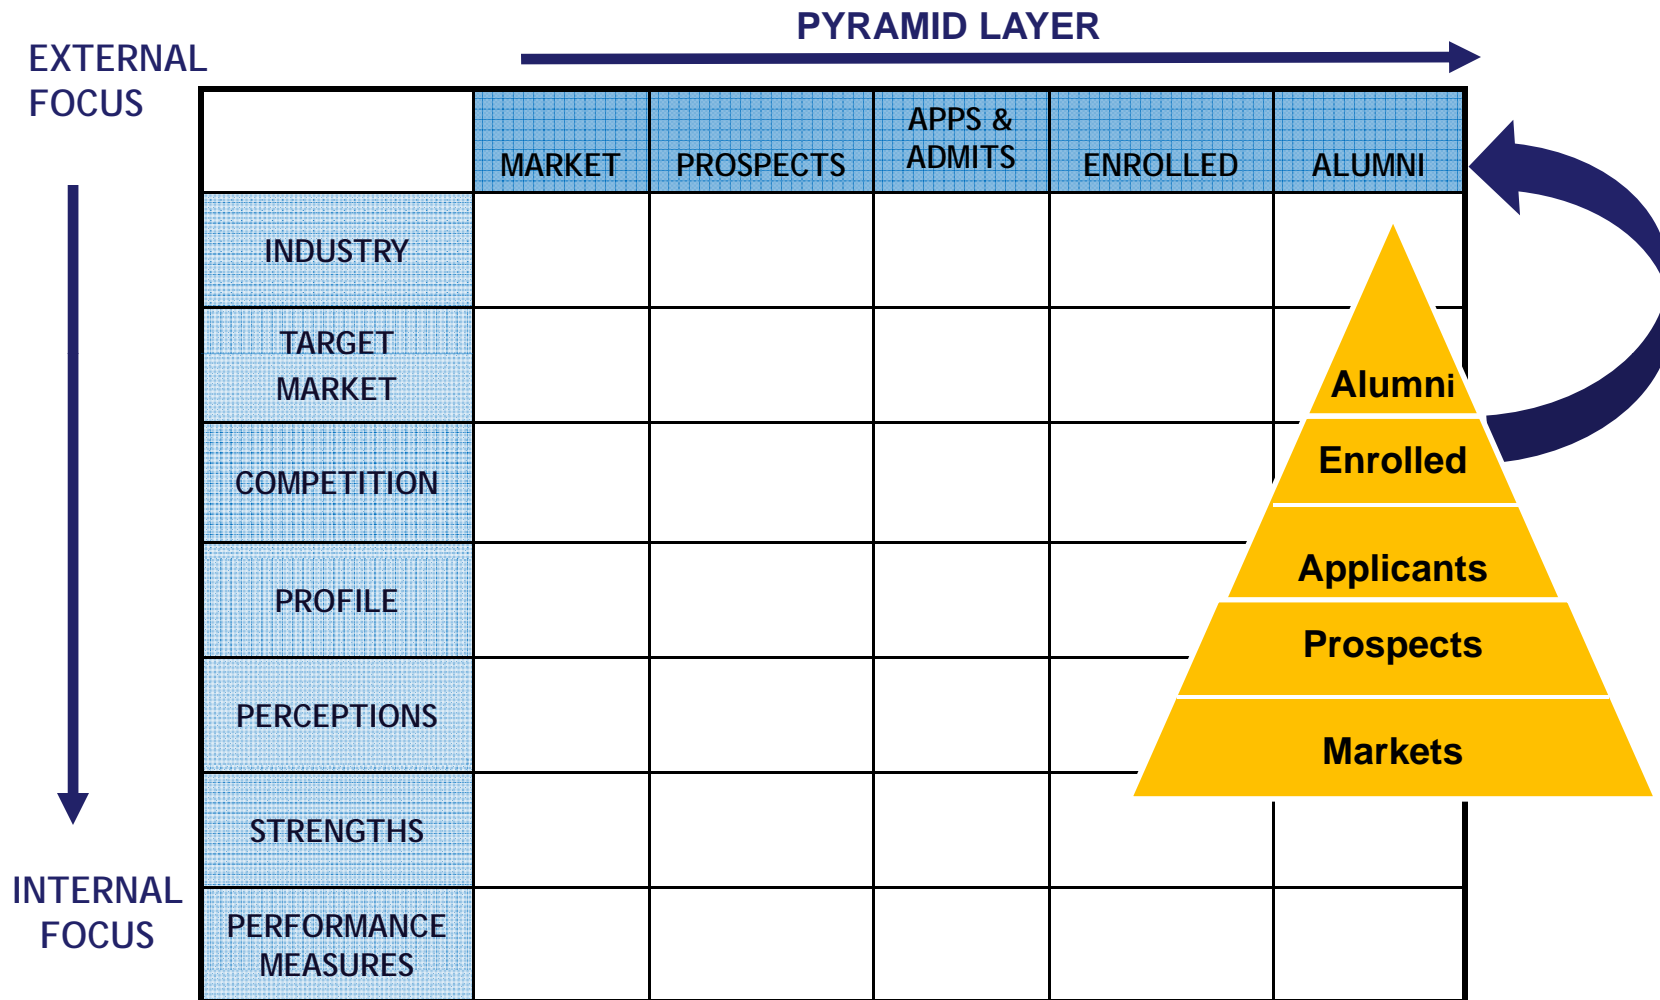 PYRAMID LAYER
EXTERNAL
FOCUS
MARKET
PROSPECTS
APPS &
ADMITS
ENROLLED
ALUMNI
INDUSTRY
TARGET
MARKET
COMPETITION
PROFILE
PERCEPTIONS
STRENGTHS
PERFORMANCE
MEASURES
INTERNAL
FOCUS
Alumni
Enrolled
Applicants
Prospects
Markets